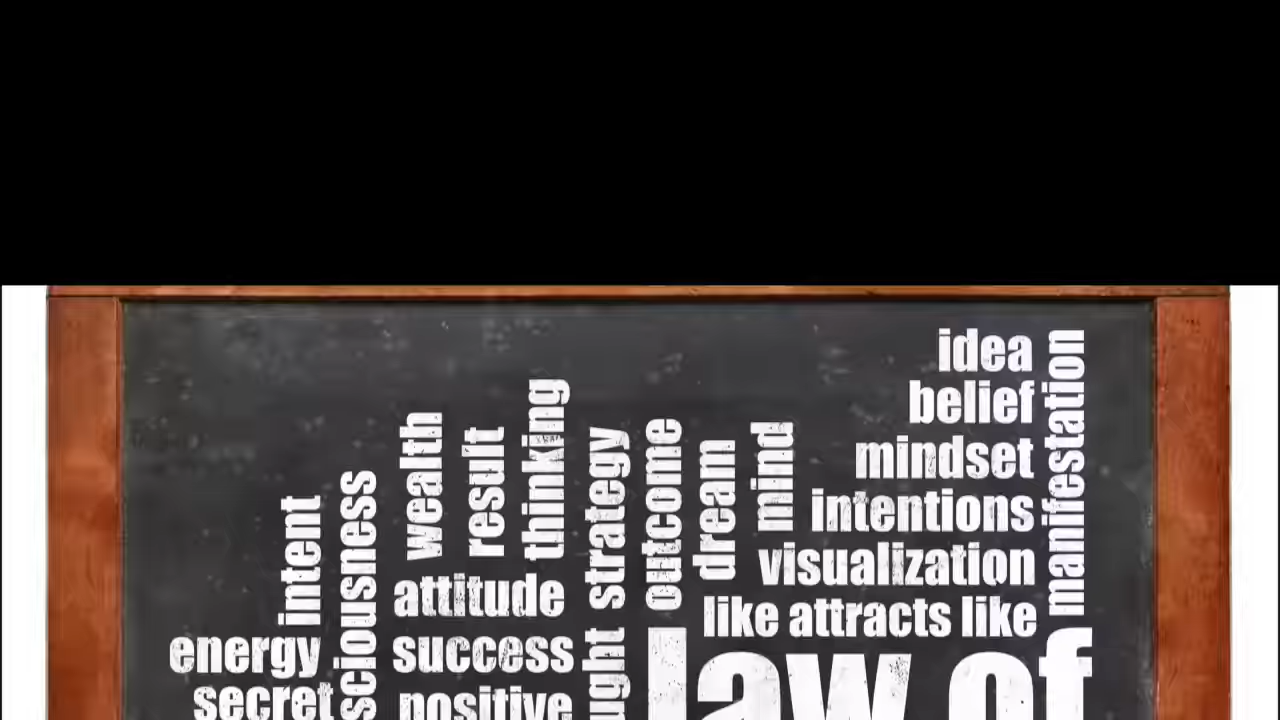 idea
belief
manifestation
mindset
intentions
visualization
like attracts like
mind
dream
outcome
strategy
thinking
result
wealth
attitude
intent
energy
success
secret
positive
law of